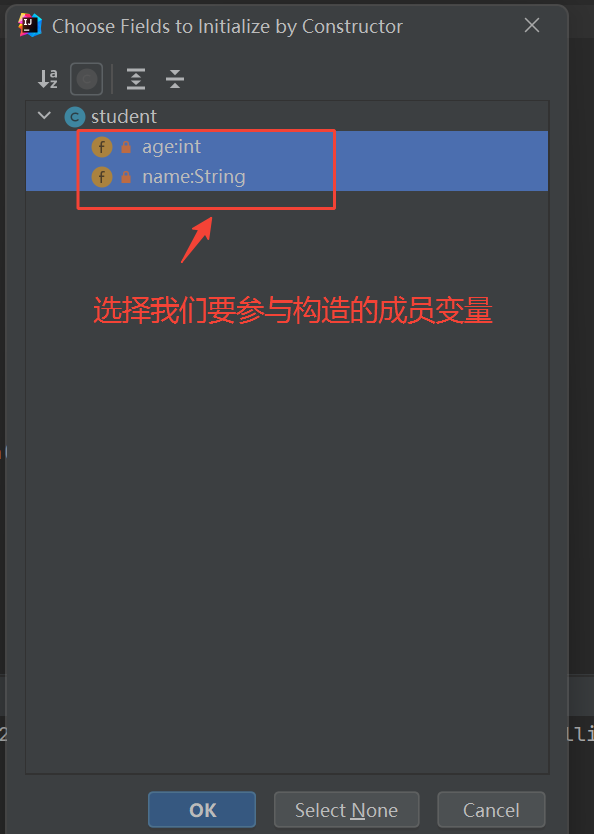 Choose Fields to Initialize by Constructor
student
age:int
name:String
选择我们要参与构造的成员变量
OK
Select None
Cancel